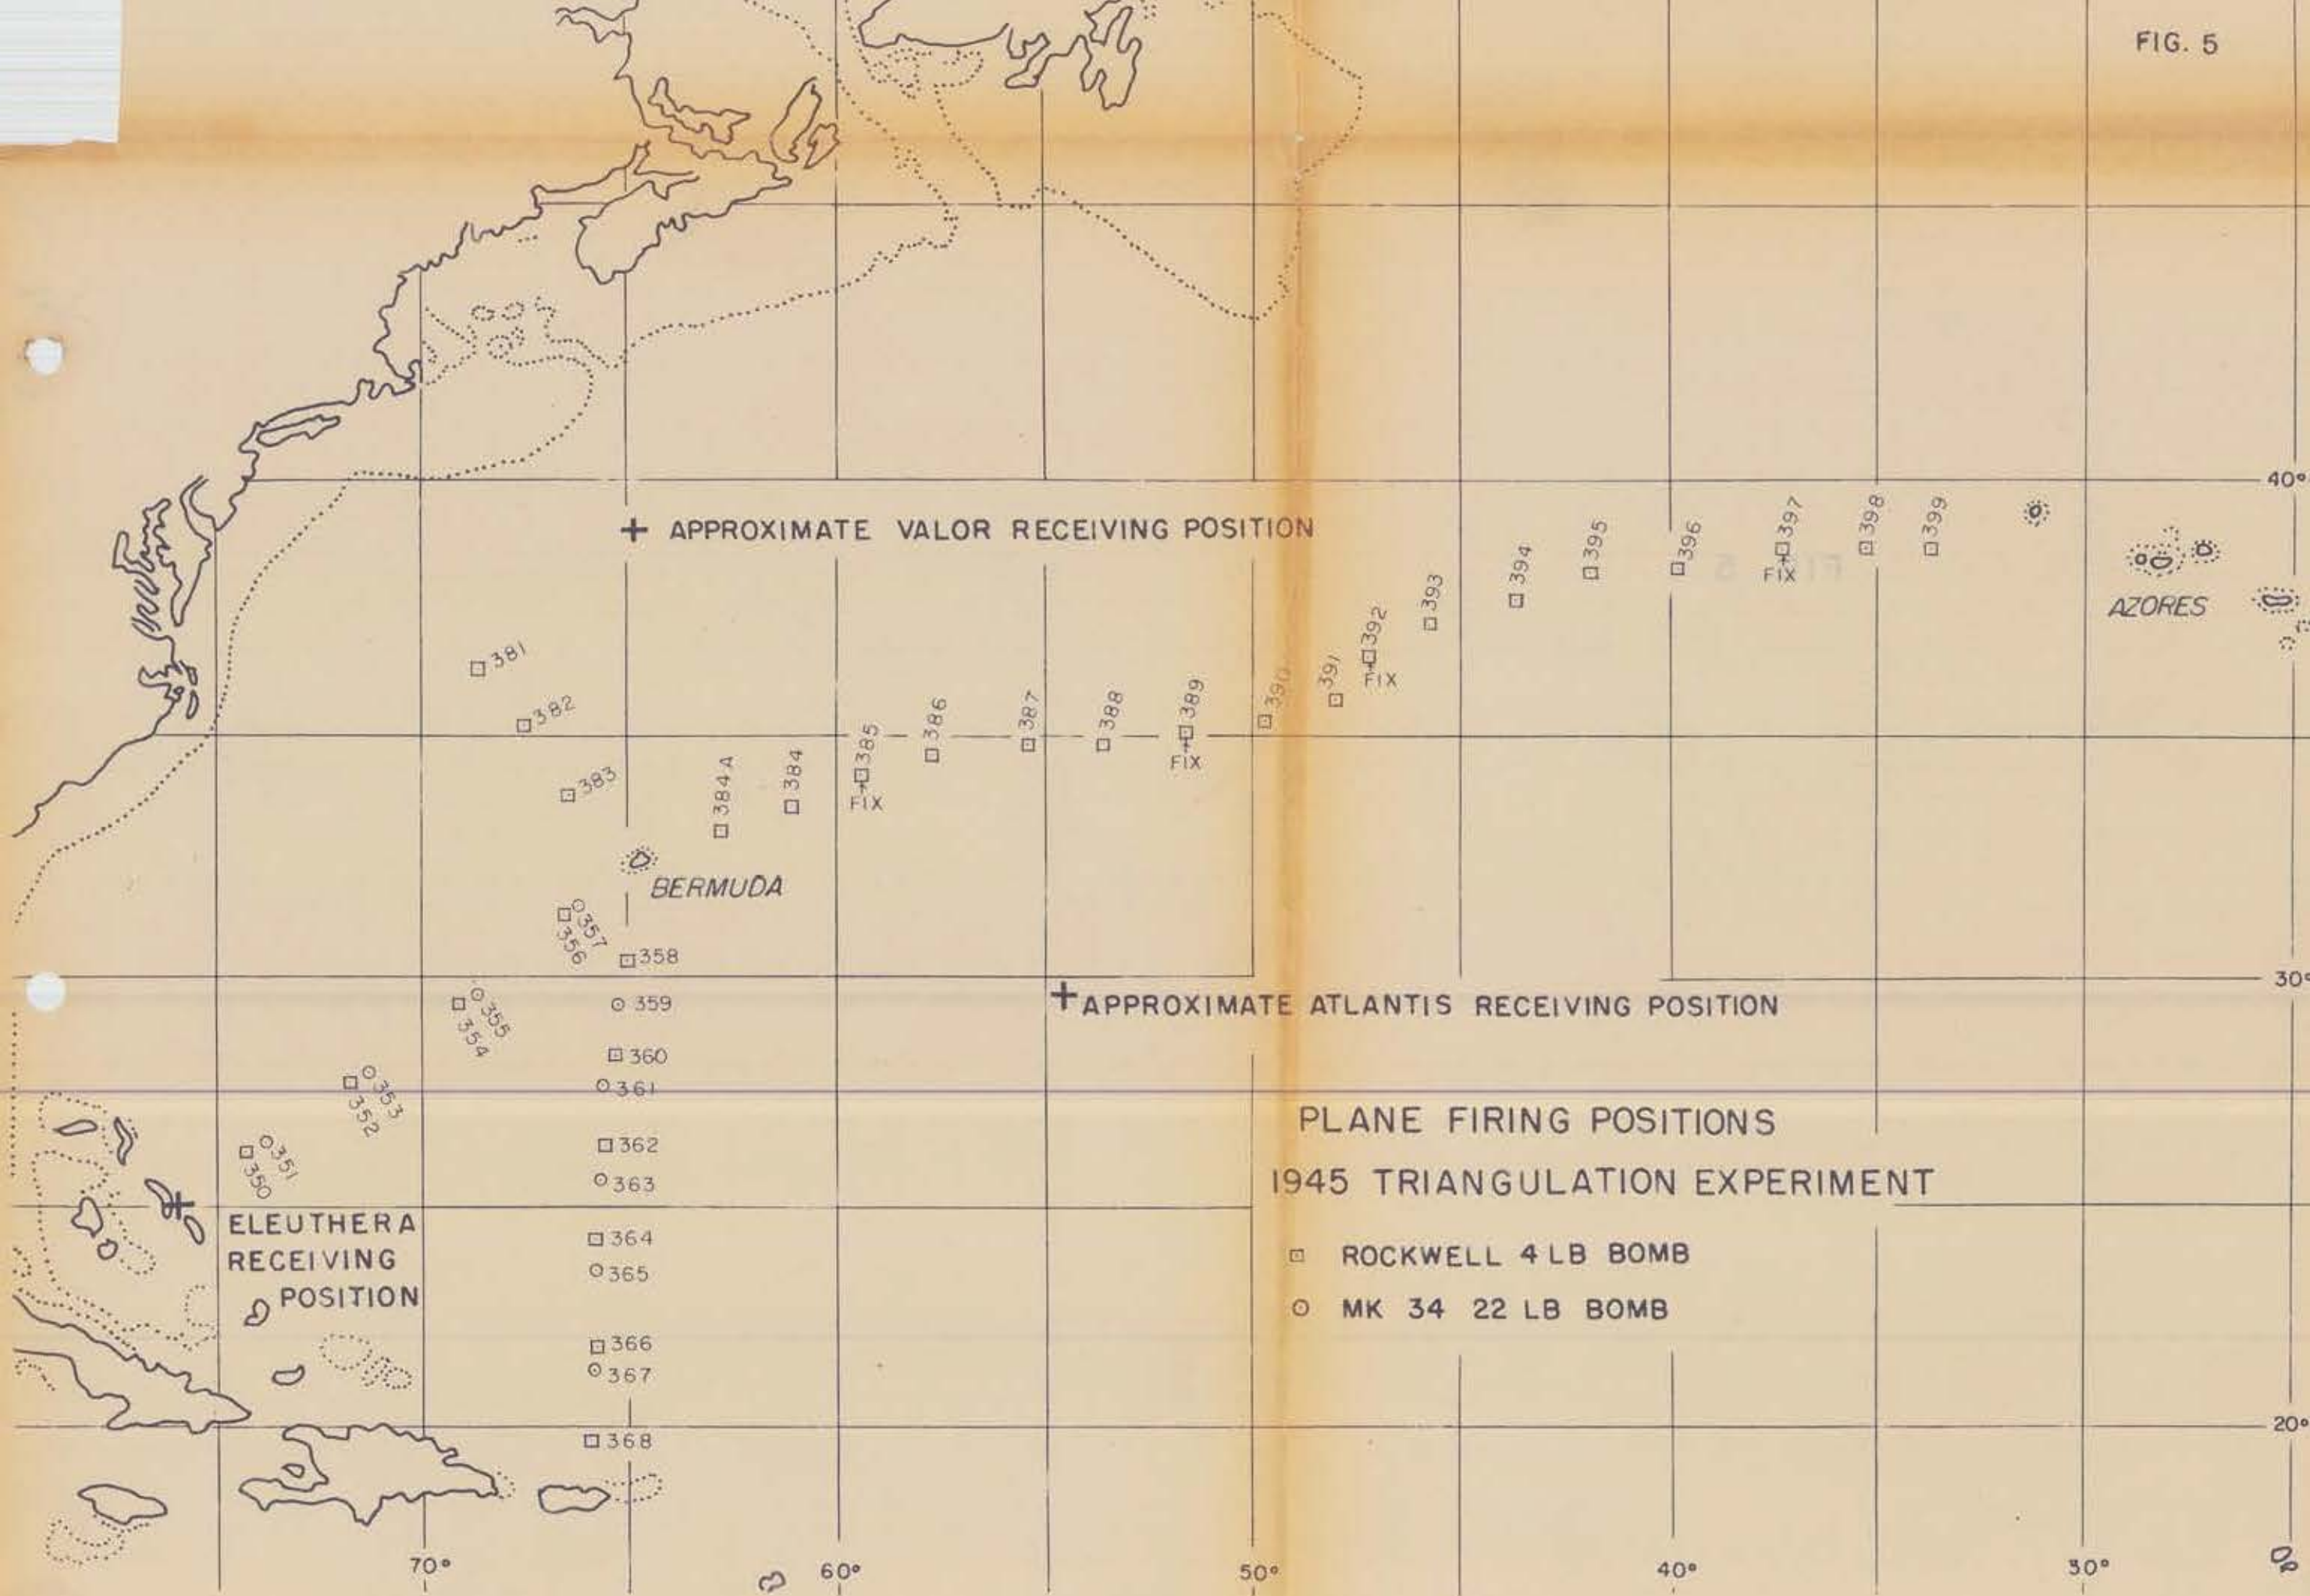 FIG. 5
40°
+ APPROXIMATE VALOR RECEIVING POSITION
399
398
397
FIX
396
395
394
393
392
FIX
391
390
389
FIX
388
387
386
385
FIX
384
384A
383
382
381
AZORES
BERMUDA
357
356
358
30°
359
+ APPROXIMATE ATLANTIS RECEIVING POSITION
355
354
360
361
353
352
362
351
350
363
PLANE FIRING POSITIONS
1945 TRIANGULATION EXPERIMENT
ROCKWELL 4 LB BOMB
MK 34 22 LB BOMB
ELEUTHERA
RECEIVING
POSITION
364
365
366
367
20°
368
70°
60°
50°
40°
30°